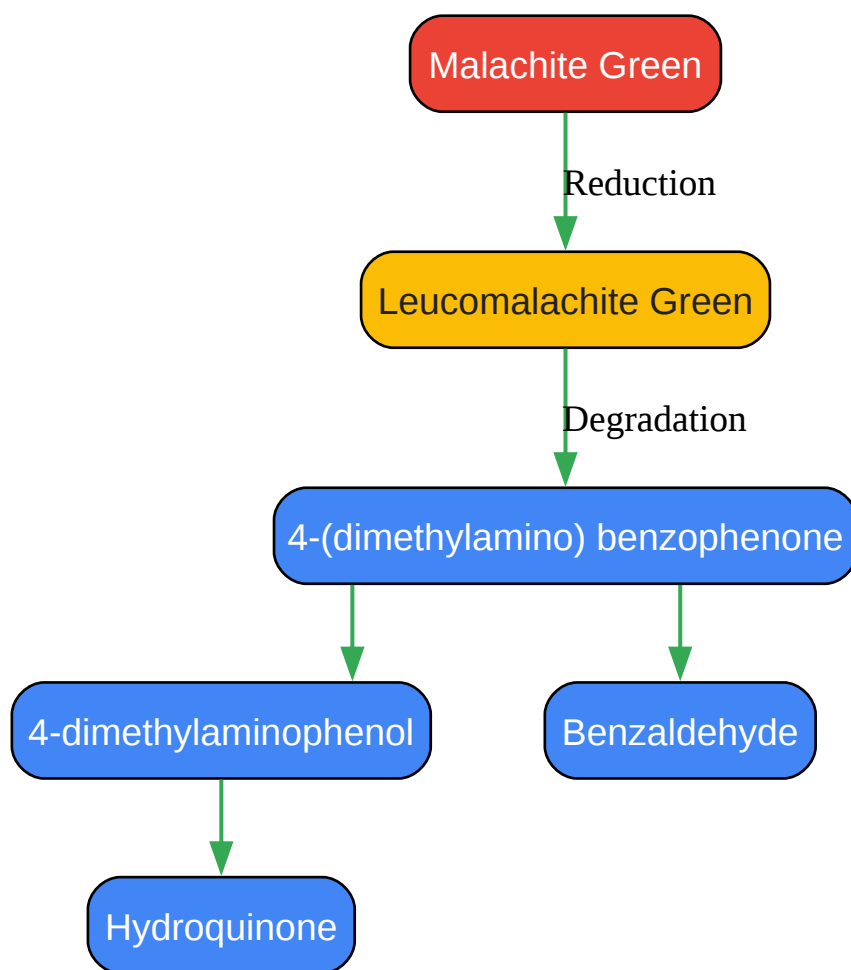 Malachite Green
Reduction
Leucomalachite Green
Degradation
4-(dimethylamino) benzophenone
4-dimethylaminophenol
Benzaldehyde
Hydroquinone